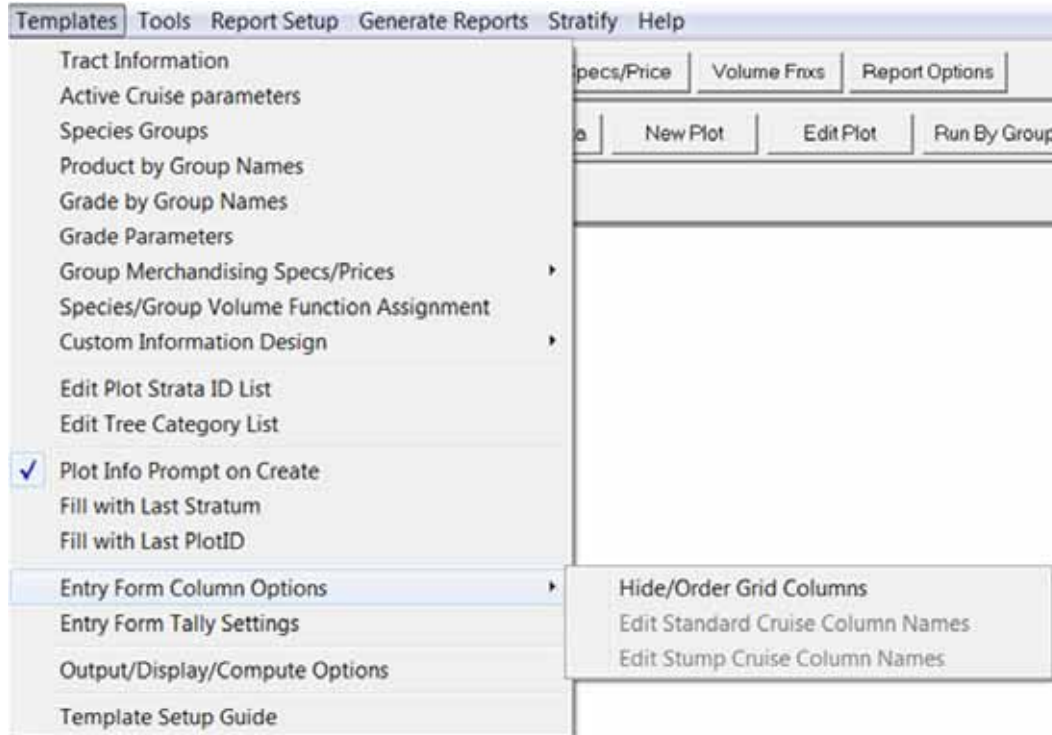 Templates Tools Report Setup Generate Reports Stratify Help
Tract Information
Active Cruise parameters
Species Groups
Product by Group Names
Grade by Group Names
Grade Parameters
Group Merchandising Specs/Prices
Species/Group Volume Function Assignment
Custom Information Design
Edit Plot Strata ID List
Edit Tree Category List
Plot Info Prompt on Create
Fill with Last Stratum
Fill with Last PlotID
Entry Form Column Options
Entry Form Tally Settings
Output/Display/Compute Options
Template Setup Guide
Specs/Price Volume Fnxs Report Options
a New Plot Edit Plot Run By Group
Hide/Order Grid Columns
Edit Standard Cruise Column Names
Edit Stump Cruise Column Names